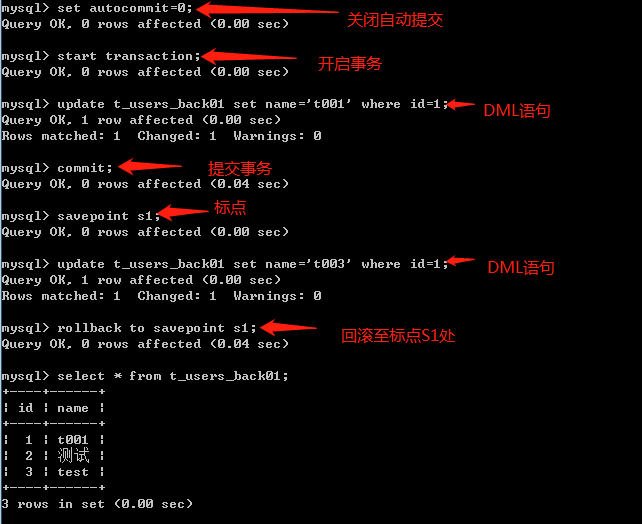 mysql> set autocommit=0; 关闭自动提交
Query OK, 0 rows affected (0.00 sec)
mysql> start transaction; 开启事务
Query OK, 0 rows affected (0.00 sec)
mysql> update t_users_back01 set name='t001' where id=1; DML语句
Query OK, 1 row affected (0.00 sec)
Rows matched: 1  Changed: 1  Warnings: 0
mysql> commit; 提交事务
Query OK, 0 rows affected (0.04 sec)
mysql> savepoint s1; 标点
Query OK, 0 rows affected (0.00 sec)
mysql> update t_users_back01 set name='t003' where id=1; DML语句
Query OK, 1 row affected (0.00 sec)
Rows matched: 1  Changed: 1  Warnings: 0
mysql> rollback to savepoint s1; 回滚至标点S1处
Query OK, 0 rows affected (0.04 sec)
mysql> select * from t_users_back01;
+----+------+
| id | name |
+----+------+
|  1 | t001 |
|  2 | 测试 |
|  3 | test |
+----+------+
3 rows in set (0.00 sec)